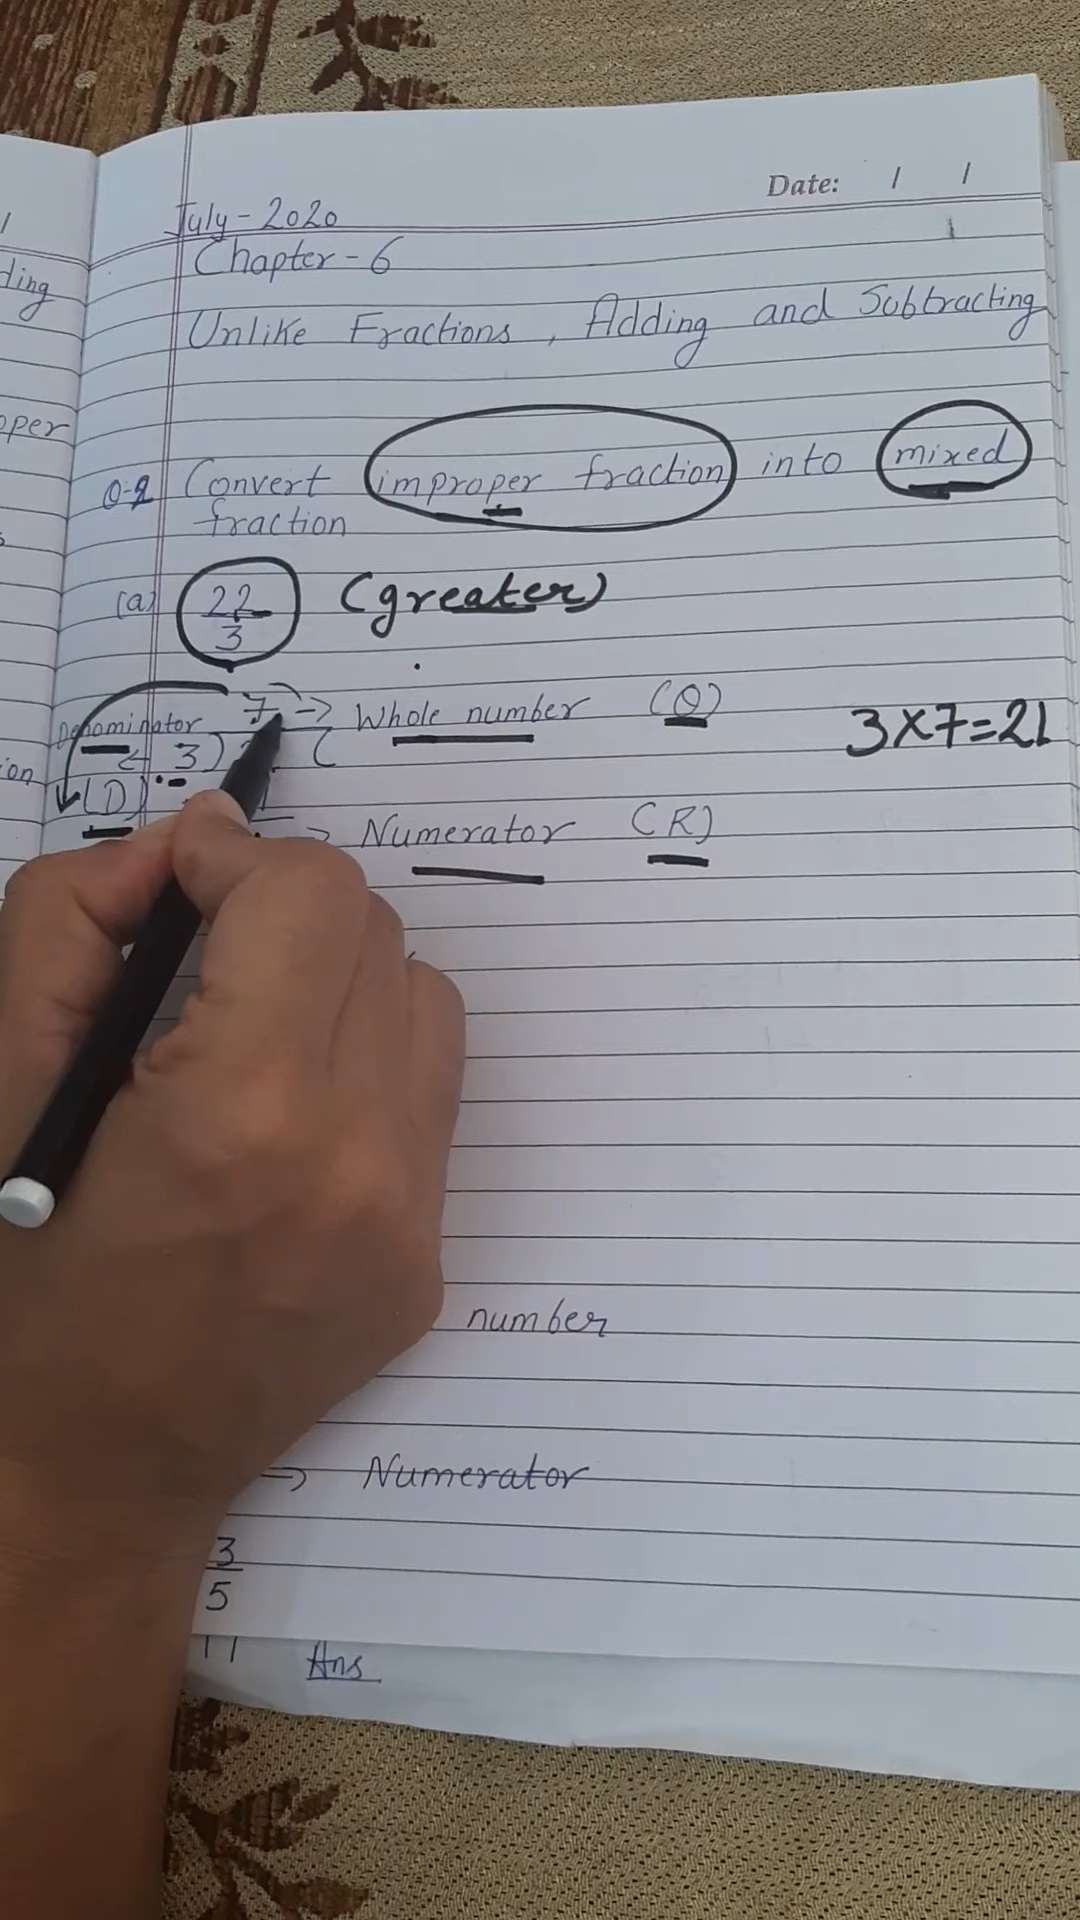 Date: / /
July-2020
Chapter-6
Unlike Fractions, Adding and Subtracting
Convert improper fraction into mixed
fraction
(a) 22/3 (greater)
7 -> Whole number (Q)
Denominator
3)
3x7=21
(D)
Numerator (R)
number
=> Numerator
3
5
11 Ans